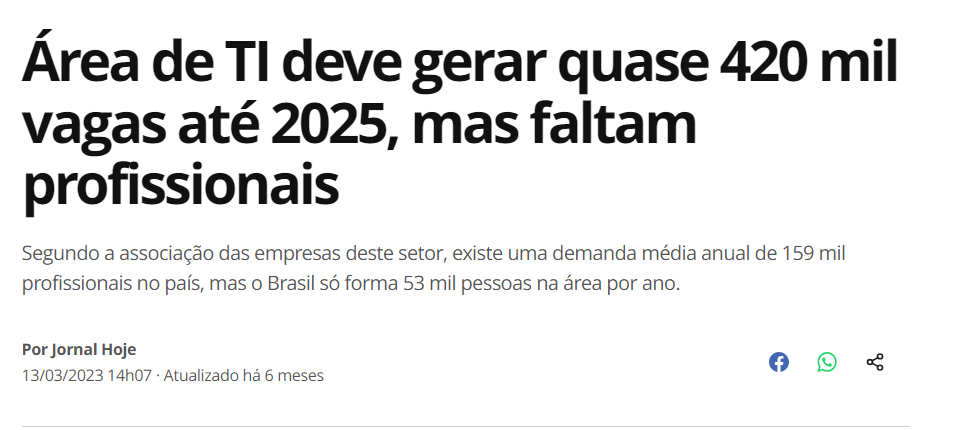 Área de TI deve gerar quase 420 mil
vagas até 2025, mas faltam
profissionais
Segundo a associação das empresas deste setor, existe uma demanda média anual de 159 mil
profissionais no país, mas o Brasil só forma 53 mil pessoas na área por ano.
Por Jornal Hoje
13/03/2023 14h07 · Atualizado há 6 meses